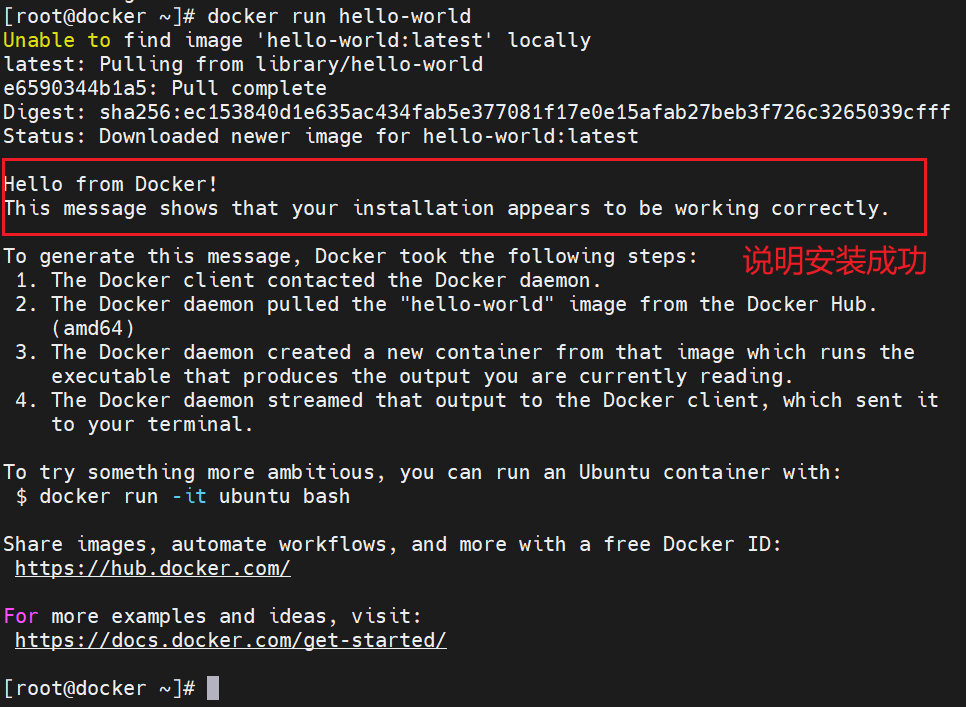 [root@docker ~]# docker run hello-world
Unable to find image 'hello-world:latest' locally
latest: Pulling from library/hello-world
e6590344b1a5: Pull complete
Digest: sha256:ec153840d1e635ac434fab5e377081f17e0e15afab27beb3f726c3265039cfff
Status: Downloaded newer image for hello-world:latest
Hello from Docker!
This message shows that your installation appears to be working correctly.
To generate this message, Docker took the following steps:
说明安装成功
1. The Docker client contacted the Docker daemon.
2. The Docker daemon pulled the "hello-world" image from the Docker Hub.
(amd64)
3. The Docker daemon created a new container from that image which runs the
executable that produces the output you are currently reading.
4. The Docker daemon streamed that output to the Docker client, which sent it
to your terminal.
To try something more ambitious, you can run an Ubuntu container with:
$ docker run -it ubuntu bash
Share images, automate workflows, and more with a free Docker ID:
https://hub.docker.com/
For more examples and ideas, visit:
https://docs.docker.com/get-started/
[root@docker ~]#